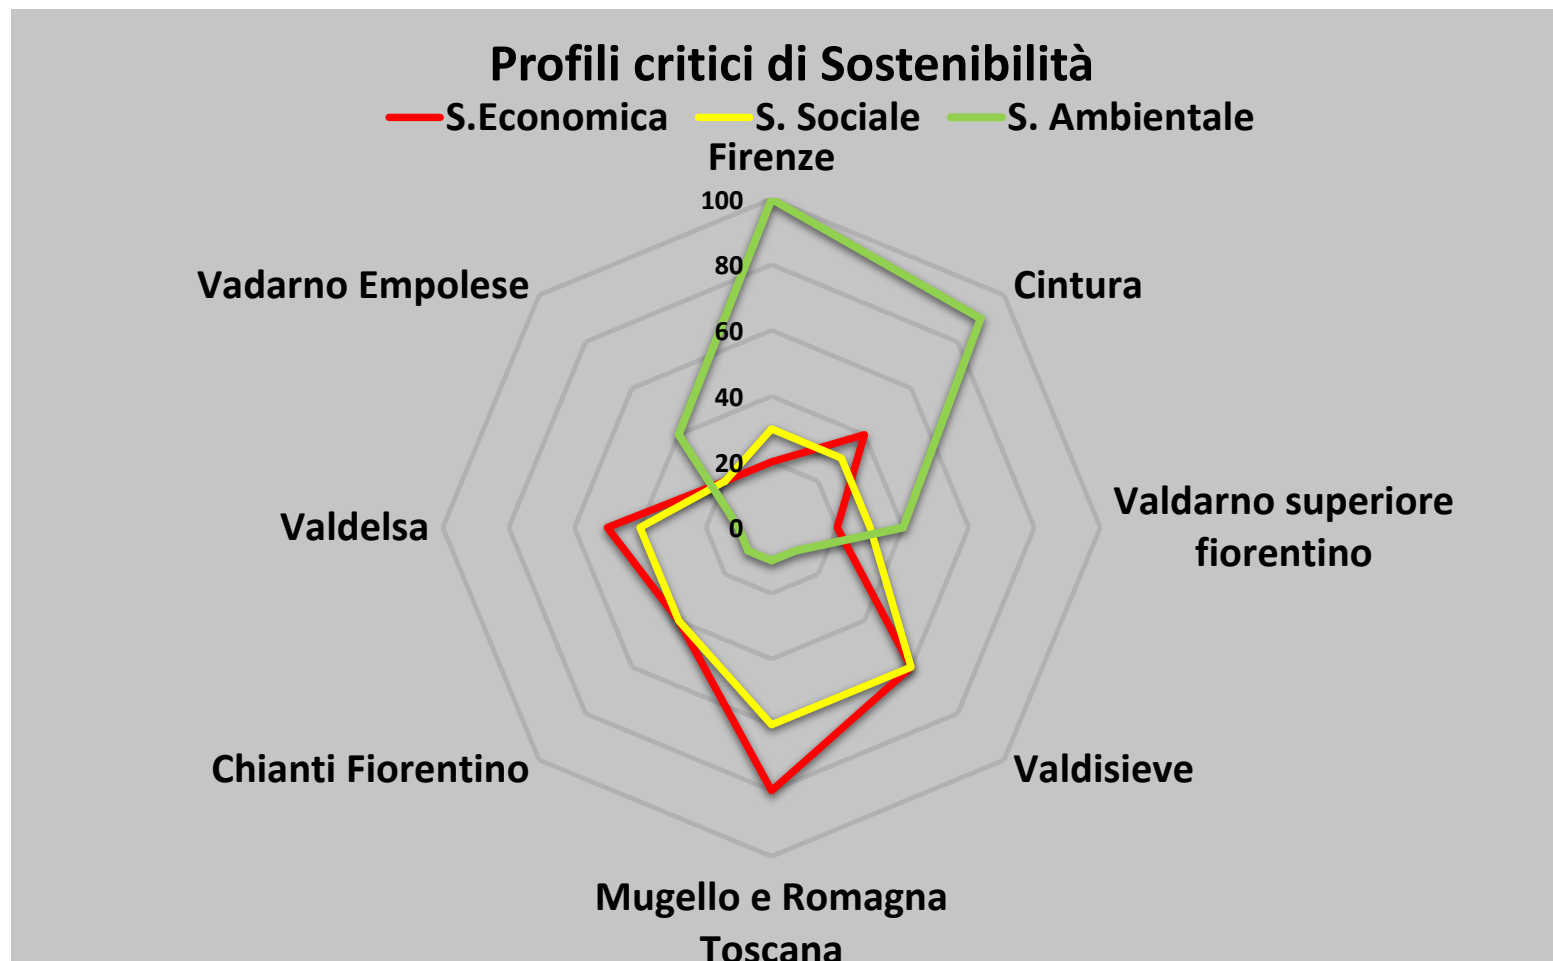 Profili critici di Sostenibilità
S.Economica S. Sociale S. Ambientale
Firenze
100
80
60
40
20
0
Vadarno Empolese
Cintura
Valdelsa
Valdarno superiore
fiorentino
Chianti Fiorentino
Valdisieve
Mugello e Romagna
Toscana